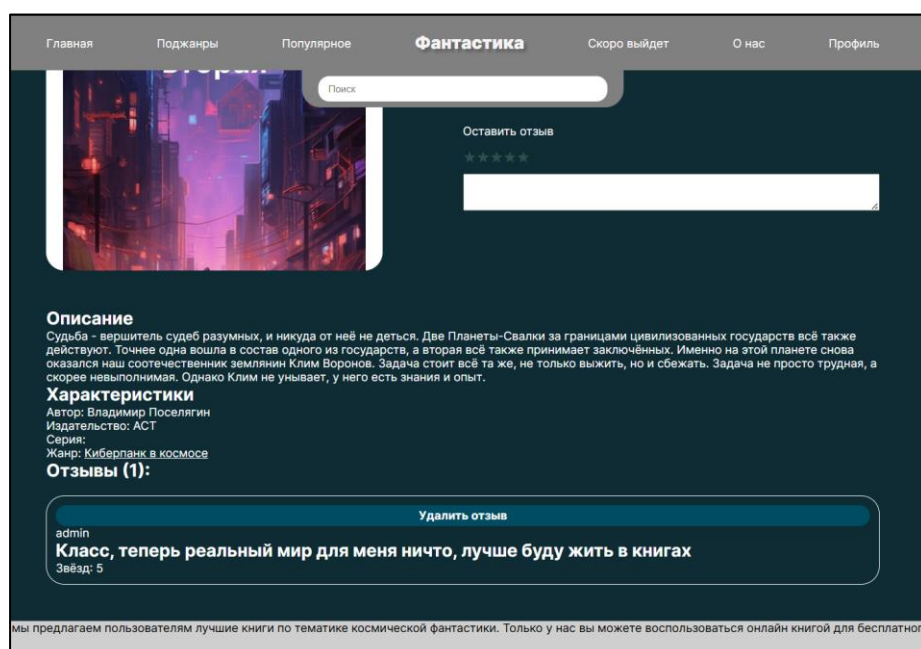 Главная Поджанры Популярное Фантастика Скоро выйдет О нас Профиль
вторая
Поиск
Оставить отзыв
★★★★★
Описание
Судьба - вершитель судеб разумных, и никуда от неё не деться. Две Планеты-Свалки за границами цивилизованных государств всё также
действуют. Точнее одна вошла в состав одного из государств, а вторая всё также принимает заключённых. Именно на этой планете снова
оказался наш соотечественник землянин Клим Воронов. Задача стоит всё та же, не только выжить, но и сбежать. Задача не просто трудная, а
скорее невыполнимая. Однако Клим не унывает, у него есть знания и опыт.
Характеристики
Автор: Владимир Поселягин
Издательство: АСТ
Серия:
Жанр: Киберпанк в космосе
Отзывы (1):
Удалить отзыв
admin
Класс, теперь реальный мир для меня ничто, лучше буду жить в книгах
Звёзд: 5
мы предлагаем пользователям лучшие книги по тематике космической фантастики. Только у нас вы можете воспользоваться онлайн книгой для бесплатног